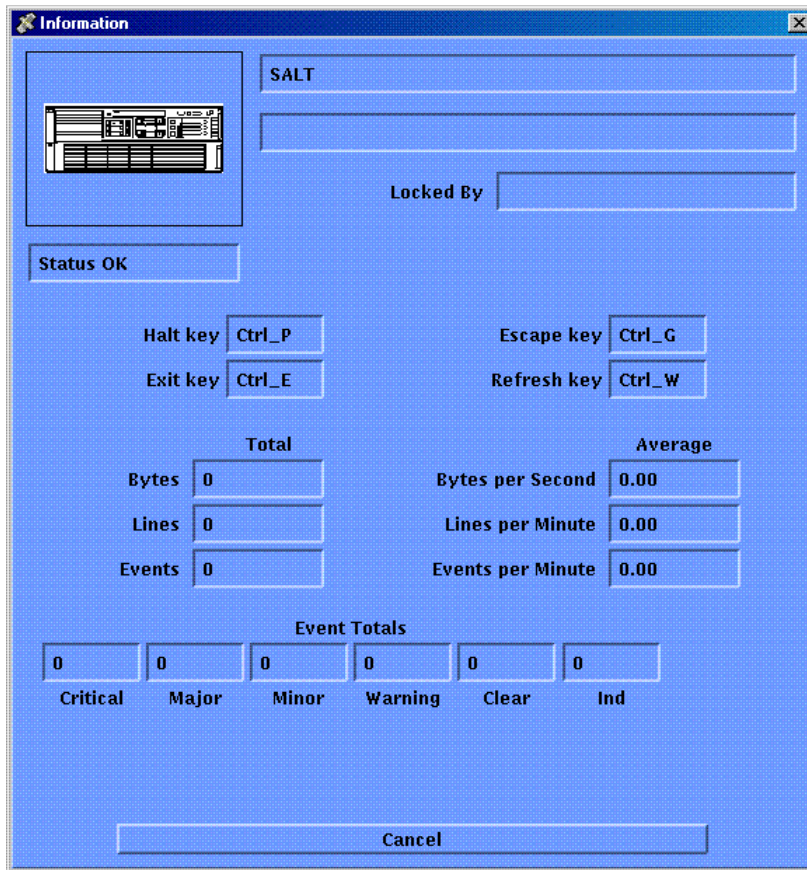 Information
SALT
Locked By
Status OK
Halt key Ctrl_P Escape key Ctrl_G
Exit key Ctrl_E Refresh key Ctrl_W
Total Average
Bytes 0 Bytes per Second 0.00
Lines 0 Lines per Minute 0.00
Events 0 Events per Minute 0.00
Event Totals
0 0 0 0 0 0
Critical Major Minor Warning Clear Ind
Cancel